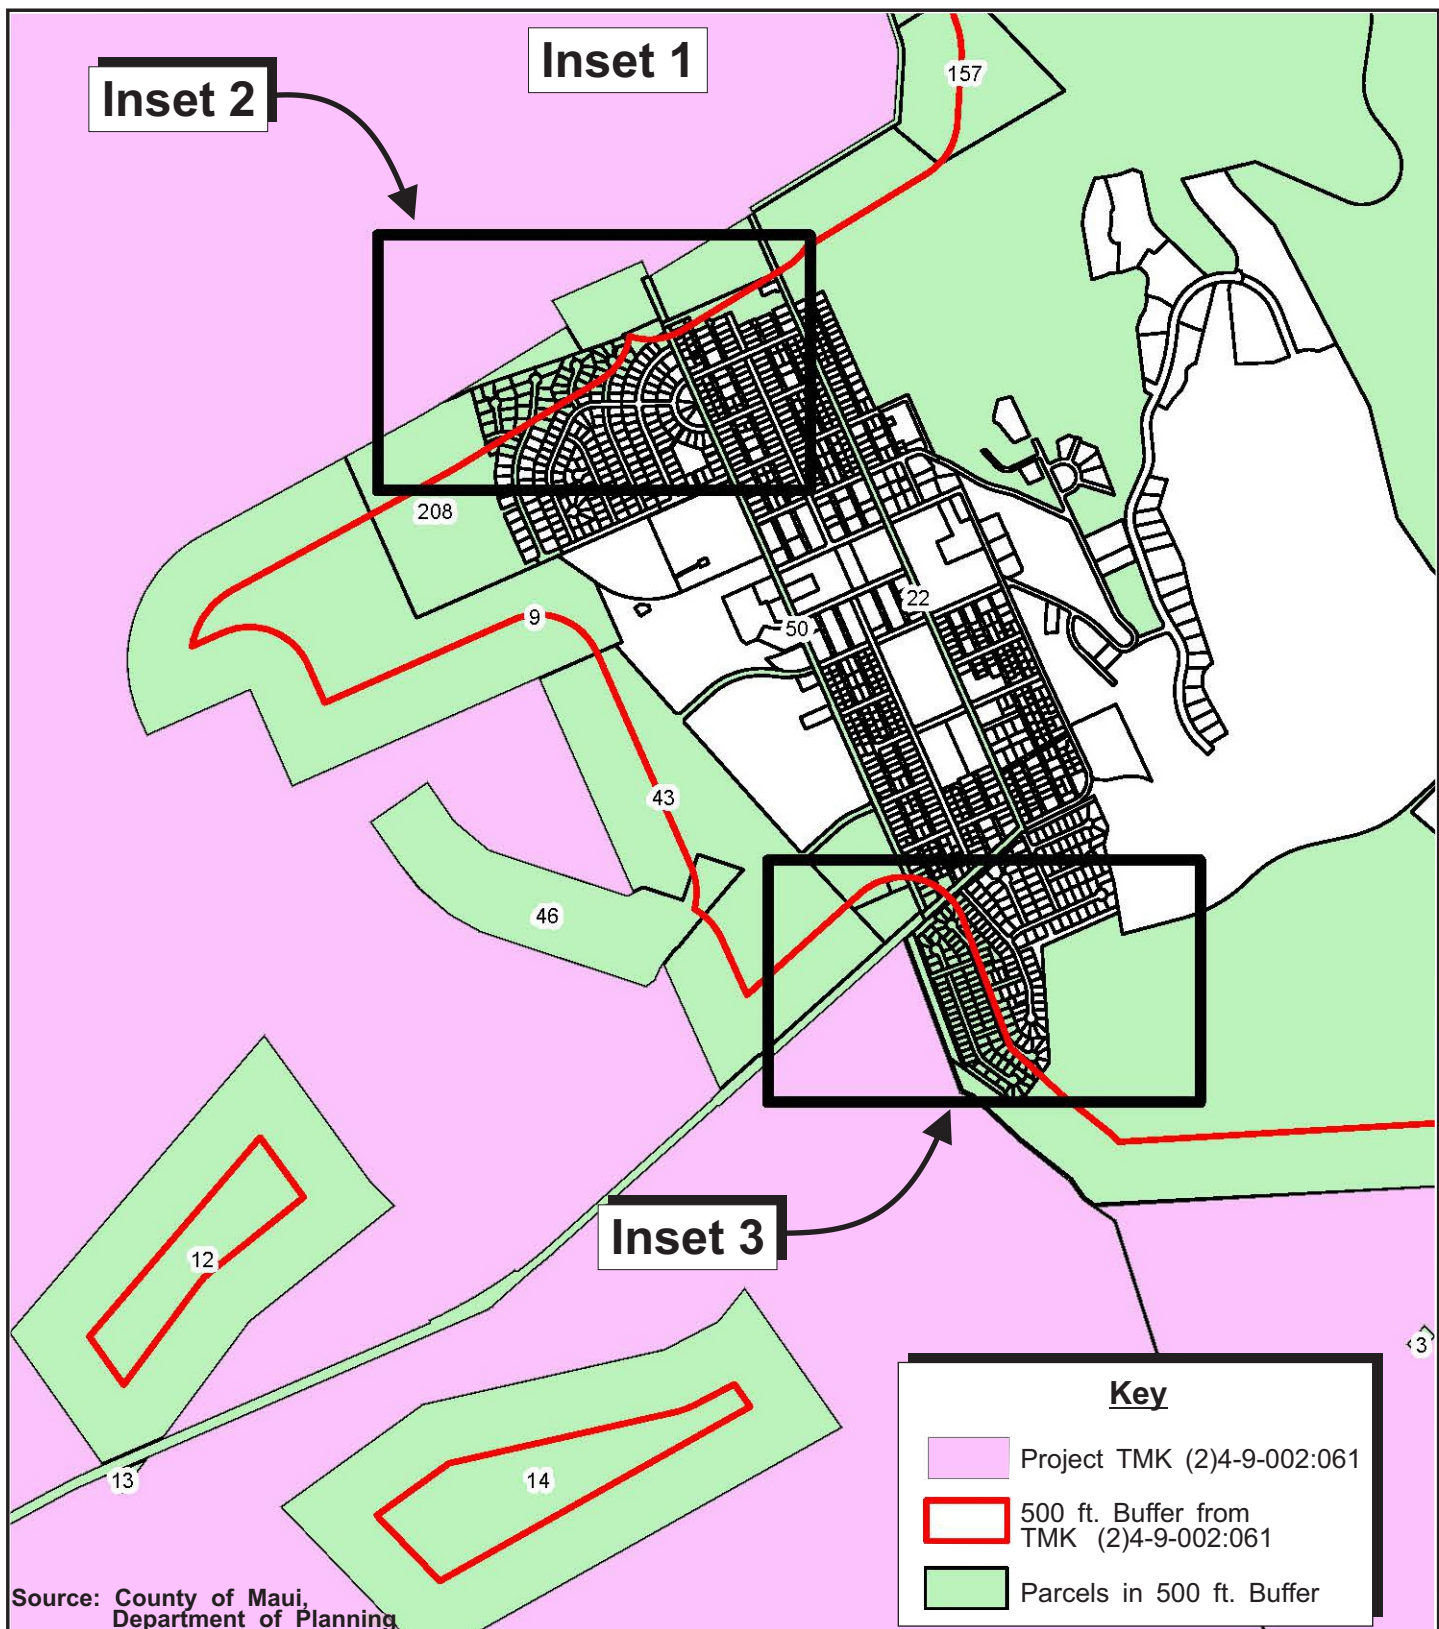 Inset 1
Inset 2
157
208
9
22
50
43
46
Inset 3
12
3
13
14
Key
Project TMK (2)4-9-002:061
500 ft. Buffer from
TMK (2)4-9-002:061
Parcels in 500 ft. Buffer
Source: County of Maui,
Department of Planning